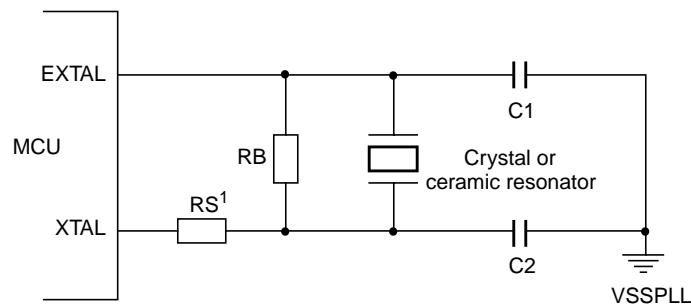 EXTAL
C1
MCU
RB
Crystal or
ceramic resonator
RS1
XTAL
C2
VSSPLL